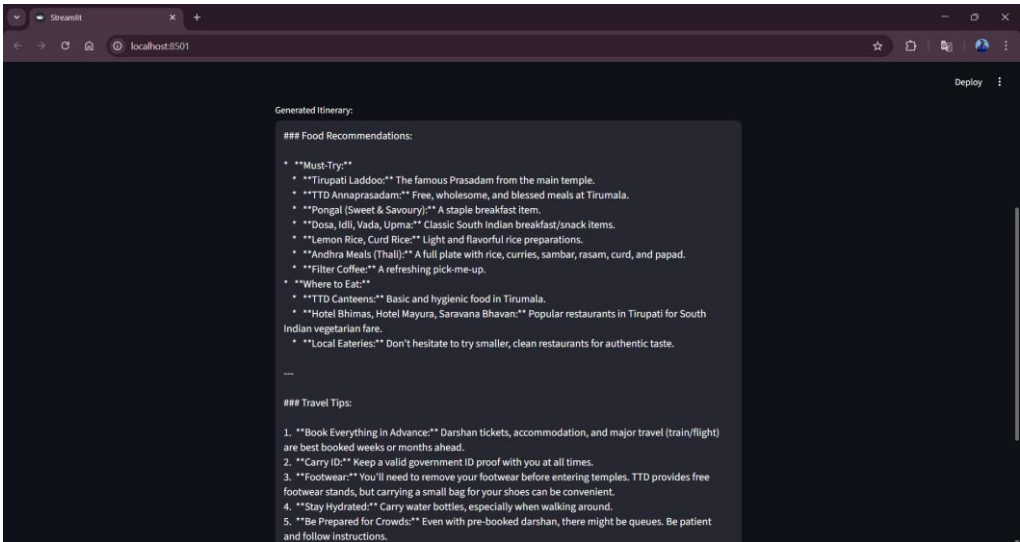 Streamlit
localhost:8501
Deploy
Generated Itinerary:
### Food Recommendations:
* **Must-Try:**
* **Tirupati Laddoo:** The famous Prasadam from the main temple.
* **TTD Annaprasadam:** Free, wholesome, and blessed meals at Tirumala.
* **Pongal (Sweet & Savoury):** A staple breakfast item.
* **Dosa, Idli, Vada, Upma:** Classic South Indian breakfast/snack items.
* **Lemon Rice, Curd Rice:** Light and flavorful rice preparations.
* **Andhra Meals (Thali):** A full plate with rice, curries, sambar, rasam, curd, and papad.
* **Filter Coffee:** A refreshing pick-me-up.
* **Where to Eat:**
* **TTD Canteens:** Basic and hygienic food in Tirumala.
* **Hotel Bhimas, Hotel Mayura, Saravana Bhavan:** Popular restaurants in Tirupati for South
Indian vegetarian fare.
* **Local Eateries:** Don't hesitate to try smaller, clean restaurants for authentic taste.
---
### Travel Tips:
1. **Book Everything in Advance:** Darshan tickets, accommodation, and major travel (train/flight)
are best booked weeks or months ahead.
2. **Carry ID:** Keep a valid government ID proof with you at all times.
3. **Footwear:** You'll need to remove your footwear before entering temples. TTD provides free
footwear stands, but carrying a small bag for your shoes can be convenient.
4. **Stay Hydrated:** Carry water bottles, especially when walking around.
5. **Be Prepared for Crowds:** Even with pre-booked darshan, there might be queues. Be patient
and follow instructions.